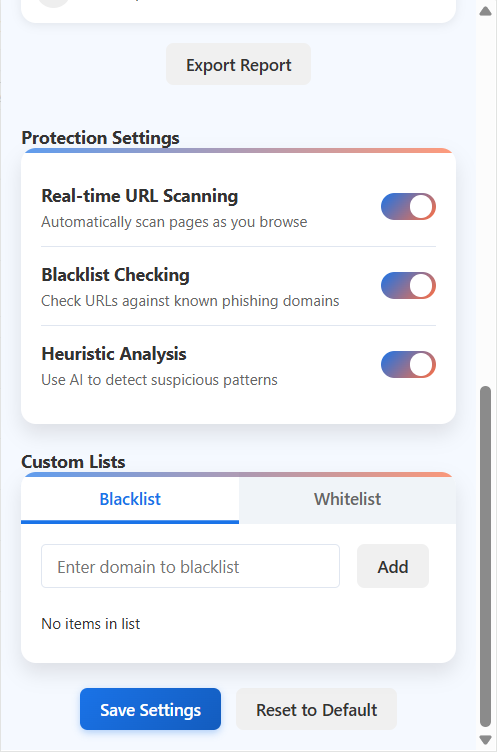 Export Report
Protection Settings
Real-time URL Scanning
Automatically scan pages as you browse
Blacklist Checking
Check URLs against known phishing domains
Heuristic Analysis
Use AI to detect suspicious patterns
Custom Lists
Blacklist Whitelist
Enter domain to blacklist Add
No items in list
Save Settings Reset to Default